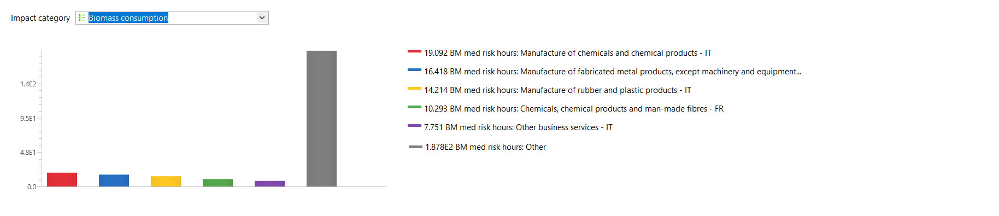 Impact category Biomass consumption
19.092 BM med risk hours: Manufacture of chemicals and chemical products - IT
16.418 BM med risk hours: Manufacture of fabricated metal products, except machinery and equipment...
1.4E2
14.214 BM med risk hours: Manufacture of rubber and plastic products - IT
10.293 BM med risk hours: Chemicals, chemical products and man-made fibres - FR
9.5E1
7.751 BM med risk hours: Other business services - IT
1.878E2 BM med risk hours: Other
4.8E1
0.0